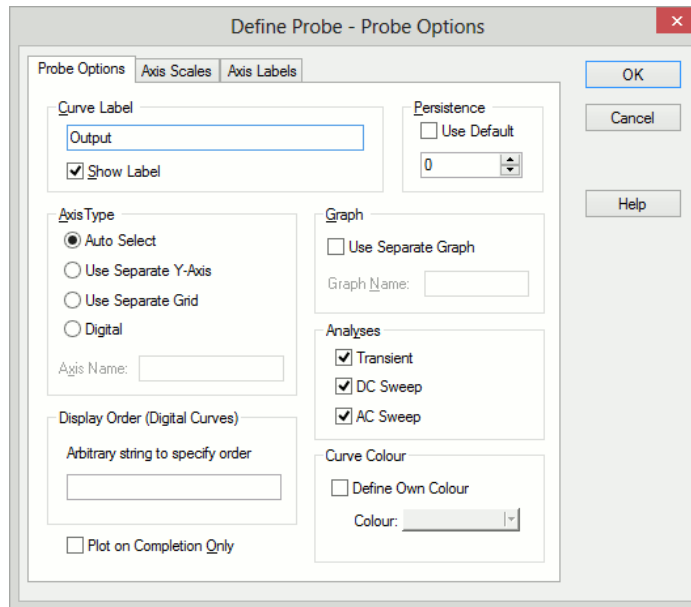 Define Probe - Probe Options
Probe Options
Axis Scales
Axis Labels
OK
Cancel
Help
Curve Label
Output
Show Label
Persistence
Use Default
0
Axis Type
Auto Select
Use Separate Y-Axis
Use Separate Grid
Digital
Axis Name:
Graph
Use Separate Graph
Graph Name:
Analyses
Transient
DC Sweep
AC Sweep
Display Order (Digital Curves)
Arbitrary string to specify order
Curve Colour
Define Own Colour
Colour:
Plot on Completion Only